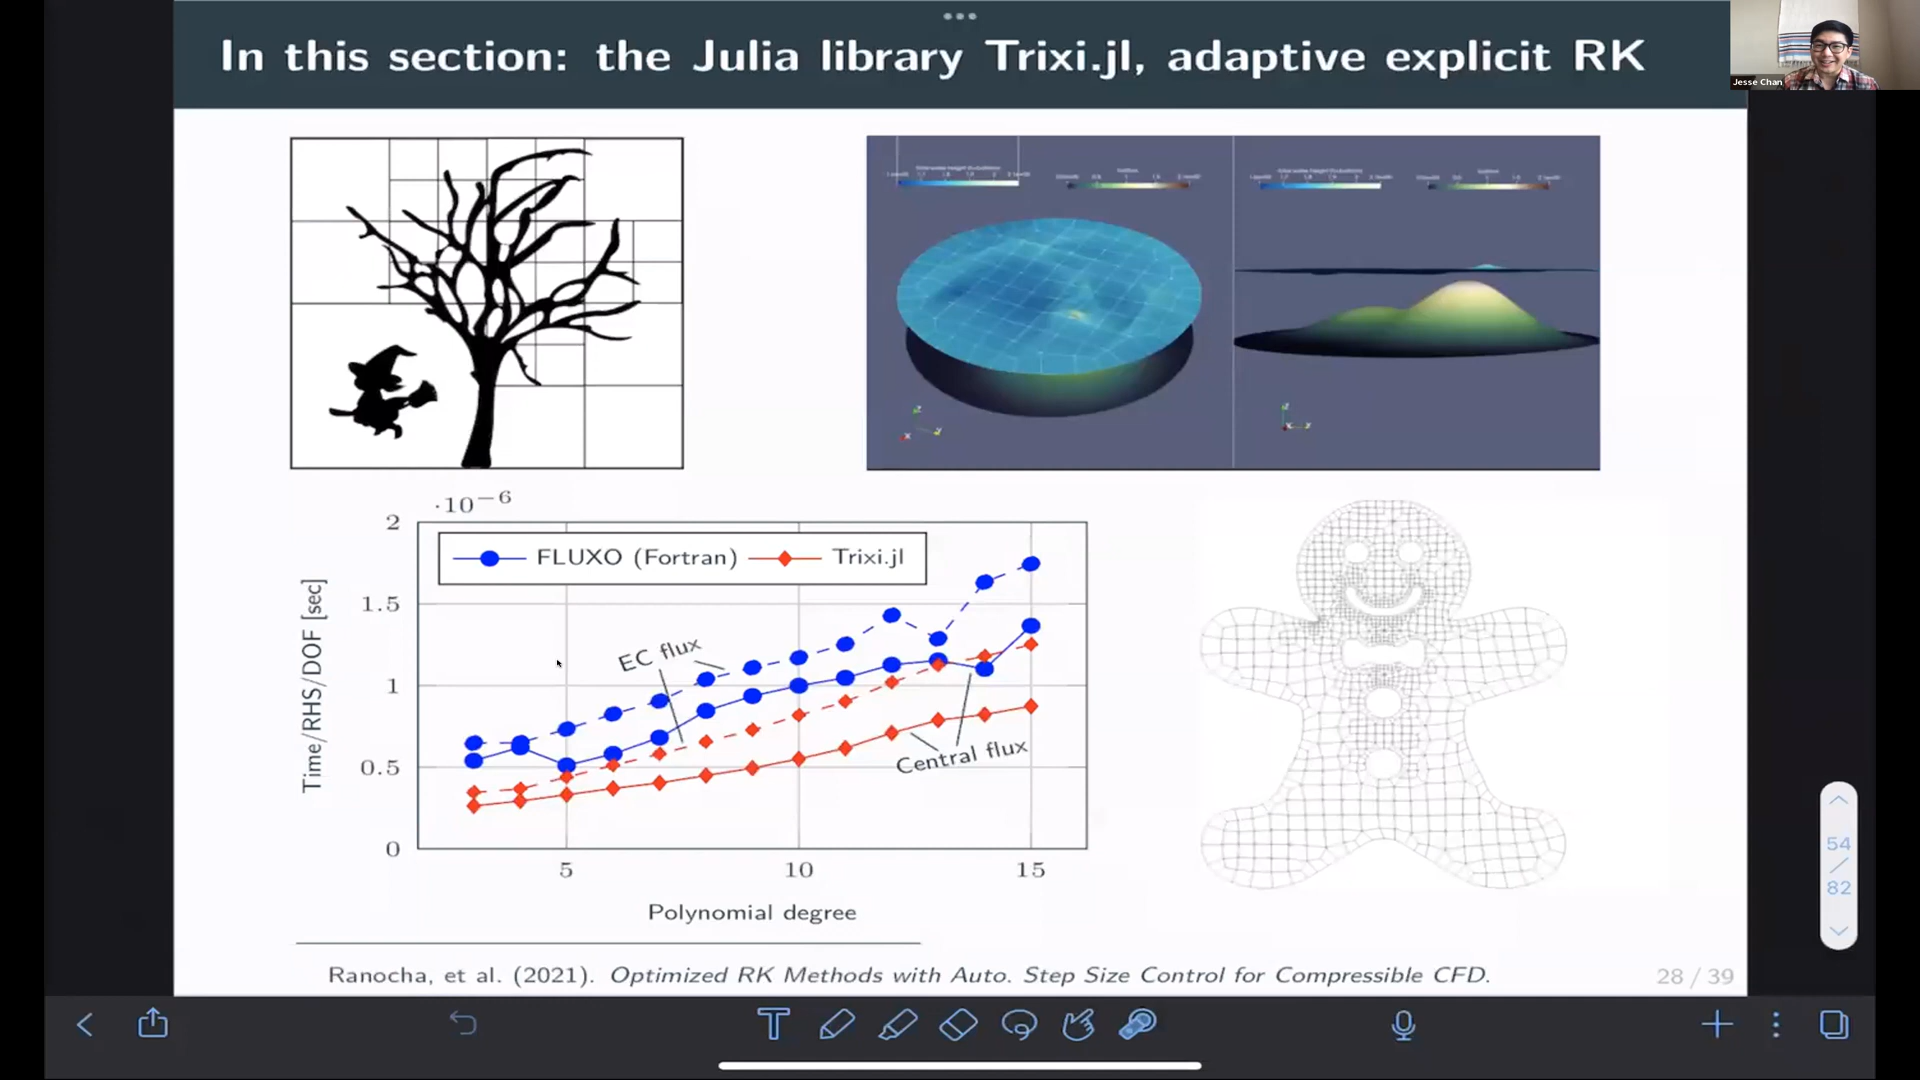 In this section: the Julia library Trixi.jl, adaptive explicit RK
Jesse Chan
·10−6
2
1.5
1
0.5
0
5
10
15
Time/RHS/DOF [sec]
Polynomial degree
FLUXO (Fortran)
Trixi.jl
EC flux
Central flux
Ranocha, et al. (2021). Optimized RK Methods with Auto. Step Size Control for Compressible CFD.
28 / 39
54
/
82